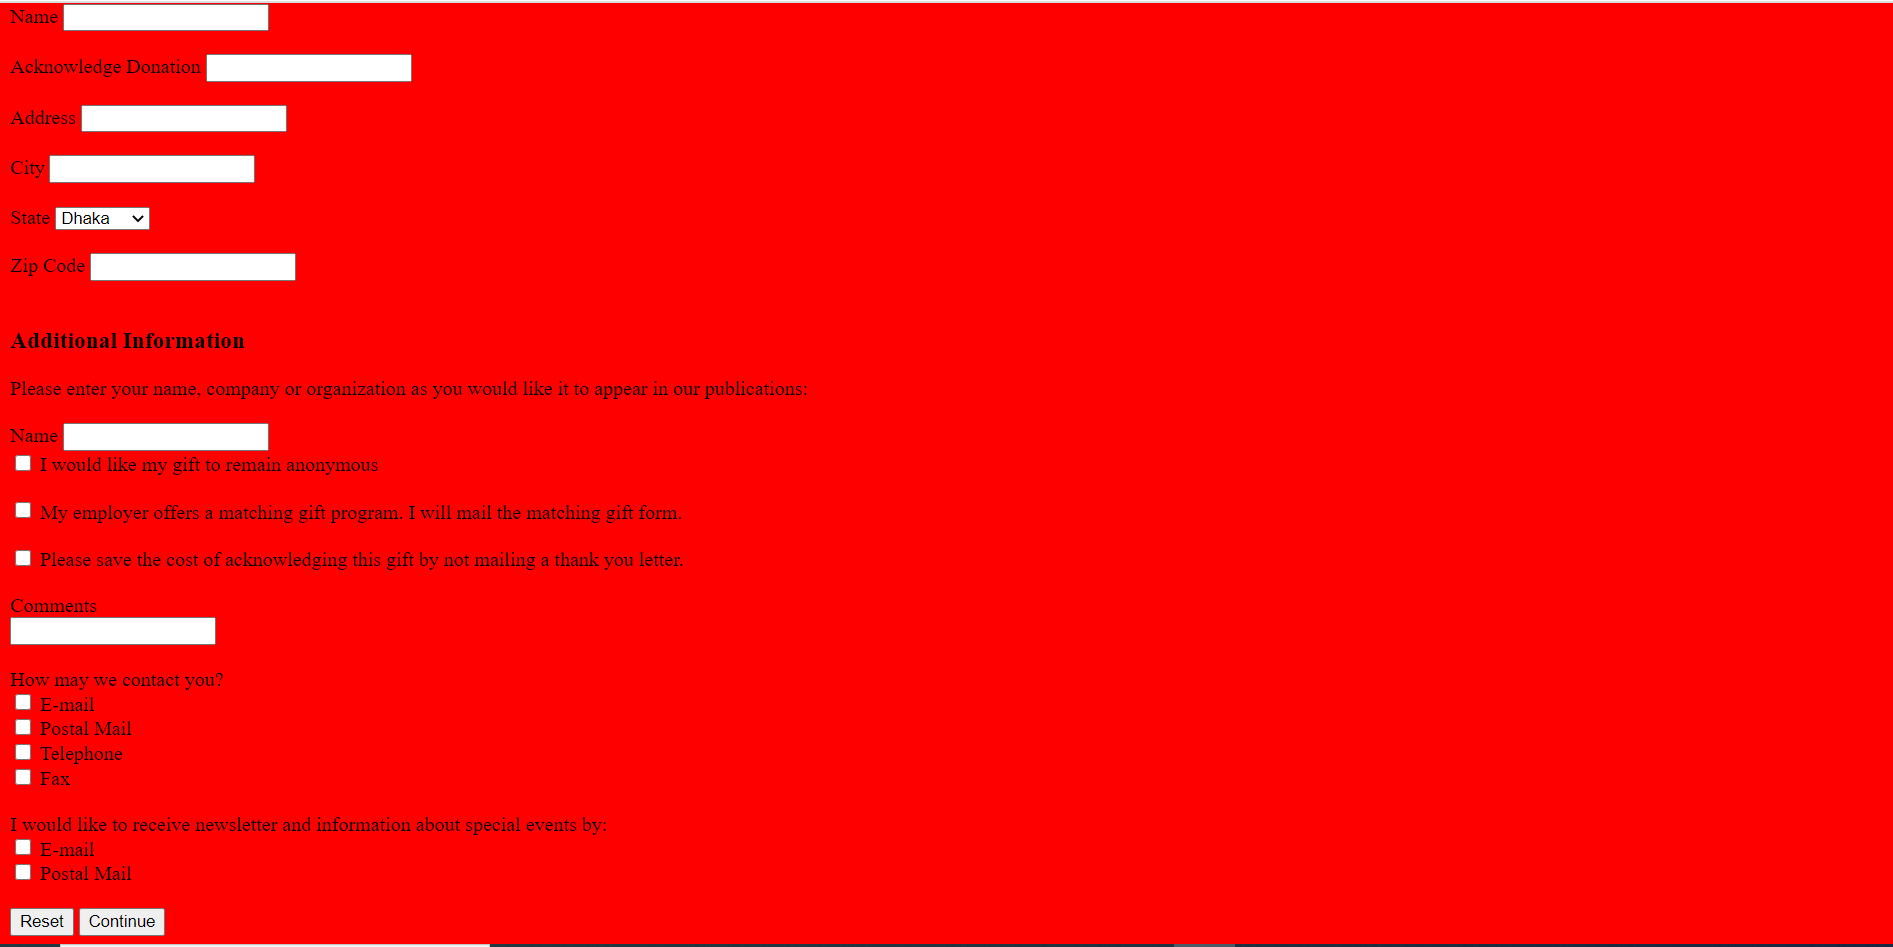 Name
Acknowledge Donation
Address
City
State Dhaka
Zip Code
Additional Information
Please enter your name, company or organization as you would like it to appear in our publications:
Name
I would like my gift to remain anonymous
My employer offers a matching gift program. I will mail the matching gift form.
Please save the cost of acknowledging this gift by not mailing a thank you letter.
Comments
How may we contact you?
E-mail
Postal Mail
Telephone
Fax
I would like to receive newsletter and information about special events by:
E-mail
Postal Mail
Reset Continue